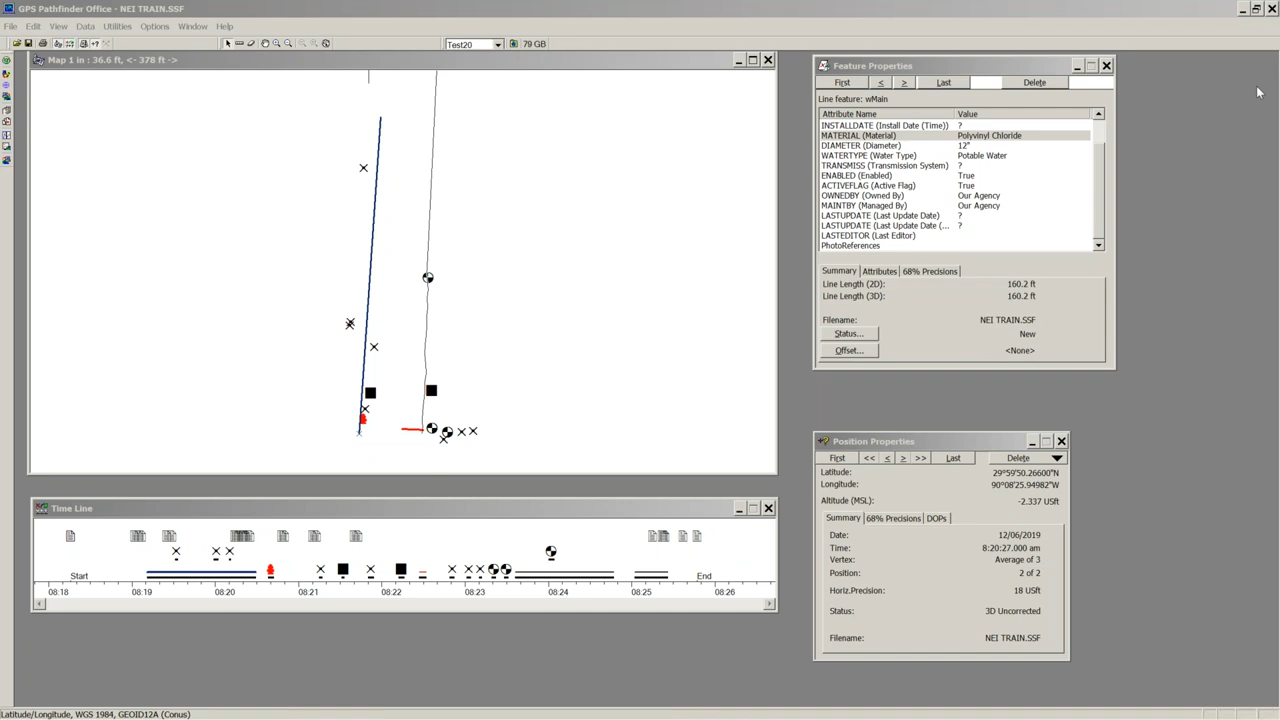 GPS Pathfinder Office - NEI TRAIN.SSF
File Edit View Data Utilities Options Window Help
Test20 79 GB
Map 1 in : 36.6 ft, <- 378 ft ->
Feature Properties
First < > Last Delete
Line feature: wMain
Attribute Name Value
INSTALLDATE (Install Date (Time)) ?
MATERIAL (Material) Polyvinyl Chloride
DIAMETER (Diameter) 12"
WATERTYPE (Water Type) Potable Water
TRANSMISS (Transmission System) ?
ENABLED (Enabled) True
ACTIVEFLAG (Active Flag) True
OWNEDBY (Owned By) Our Agency
MAINTBY (Managed By) Our Agency
LASTUPDATE (Last Update Date) ?
LASTUPDATE (Last Update Date (... ?
LASTEDITOR (Last Editor)
PhotoReferences
Summary Attributes 68% Precisions
Line Length (2D): 160.2 ft
Line Length (3D): 160.2 ft
Filename: NEI TRAIN.SSF
Status... New
Offset... <None>
Position Properties
First << < > >> Last Delete
Latitude: 29°59'50.26600"N
Longitude: 90°08'25.94982"W
Altitude (MSL): -2.337 USft
Summary 68% Precisions DOPs
Date: 12/06/2019
Time: 8:20:27.000 am
Vertex: Average of 3
Position: 2 of 2
Horiz.Precision: 18 USft
Status: 3D Uncorrected
Filename: NEI TRAIN.SSF
Time Line
Start End
08:18 08:19 08:20 08:21 08:22 08:23 08:24 08:25 08:26
Latitude/Longitude, WGS 1984, GEOID12A (Conus)